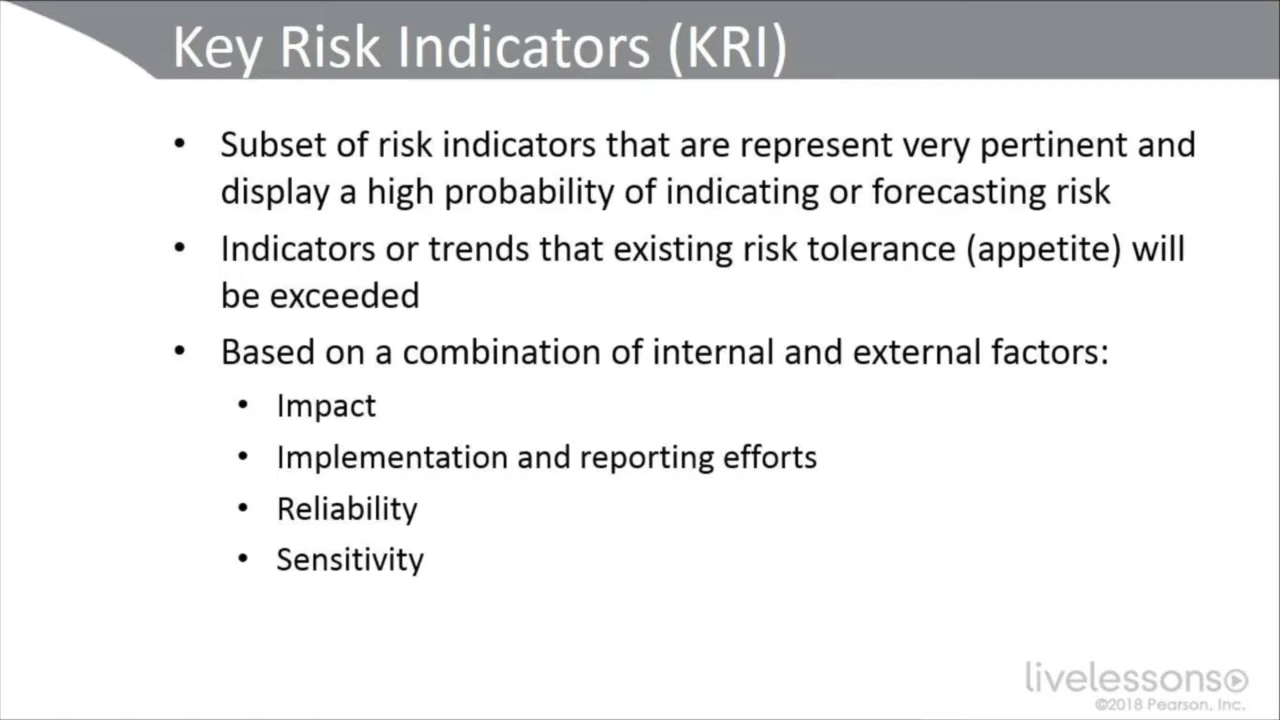 Key Risk Indicators (KRI)
• Subset of risk indicators that are represent very pertinent and
display a high probability of indicating or forecasting risk
• Indicators or trends that existing risk tolerance (appetite) will
be exceeded
• Based on a combination of internal and external factors:
• Impact
• Implementation and reporting efforts
• Reliability
• Sensitivity
livelessons
©2018 Pearson, Inc.